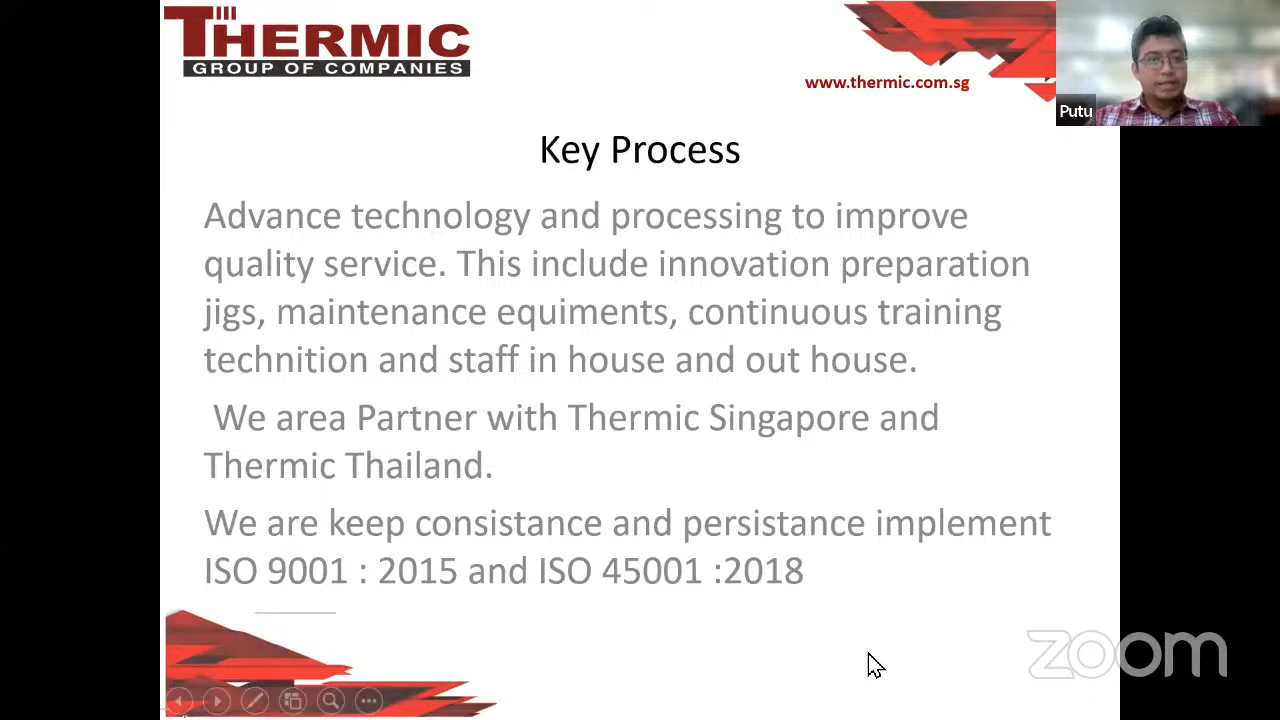 THERMIC
GROUP OF COMPANIES
www.thermic.com.sg
Putu
Key Process
Advance technology and processing to improve
quality service. This include innovation preparation
jigs, maintenance equiments, continuous training
technition and staff in house and out house.
We area Partner with Thermic Singapore and
Thermic Thailand.
We are keep consistance and persistance implement
ISO 9001 : 2015 and ISO 45001 :2018
zoom